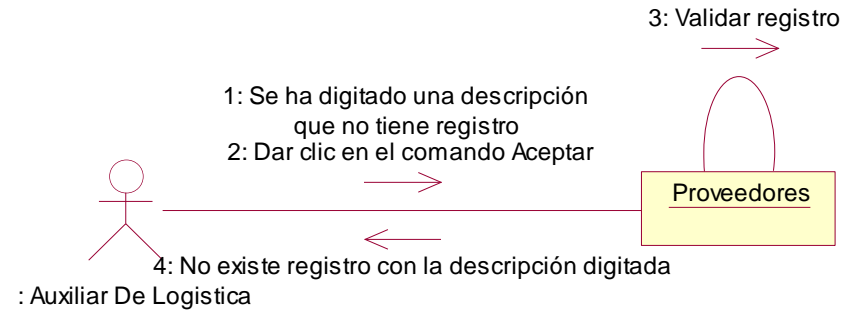 3: Validar registro
1: Se ha digitado una descripción
que no tiene registro
2: Dar clic en el comando Aceptar
Proveedores
4: No existe registro con la descripción digitada
: Auxiliar De Logistica